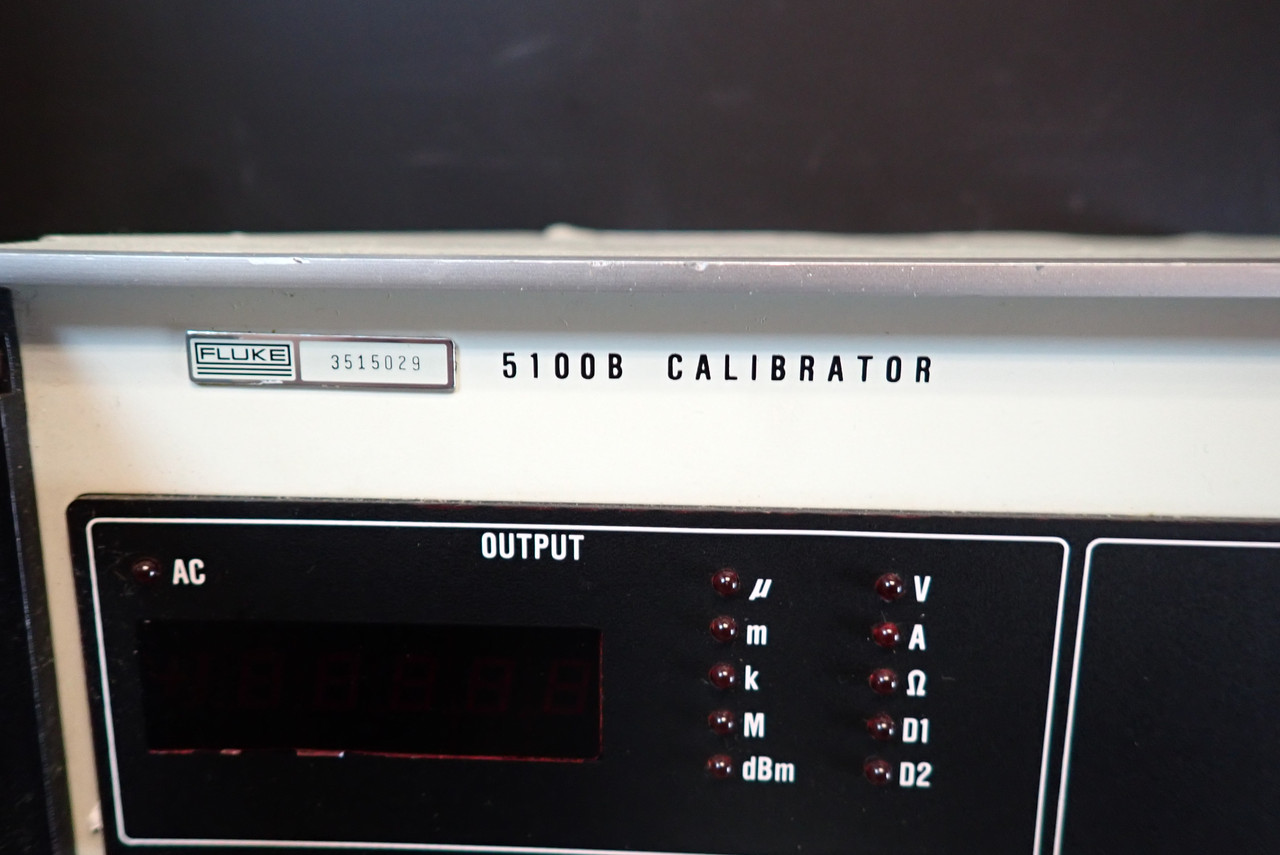 FLUKE 3515029 5100B CALIBRATOR
OUTPUT
AC
µ V
m A
k Ω
M D1
dBm D2